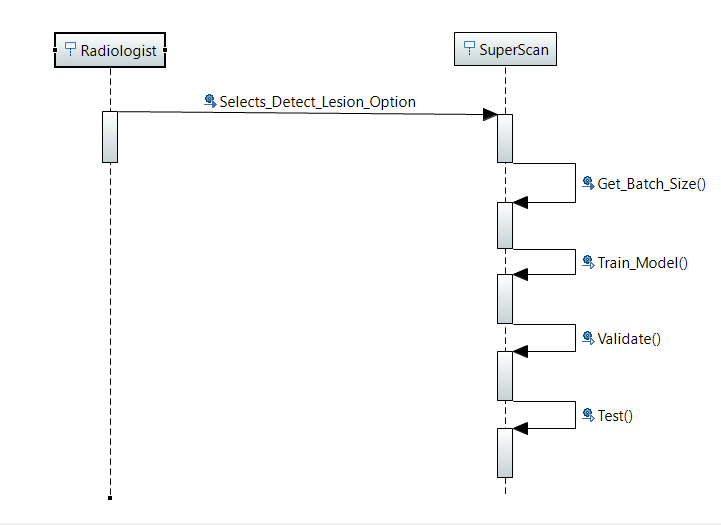 Radiologist
SuperScan
Selects_Detect_Lesion_Option
Get_Batch_Size()
Train_Model()
Validate()
Test()